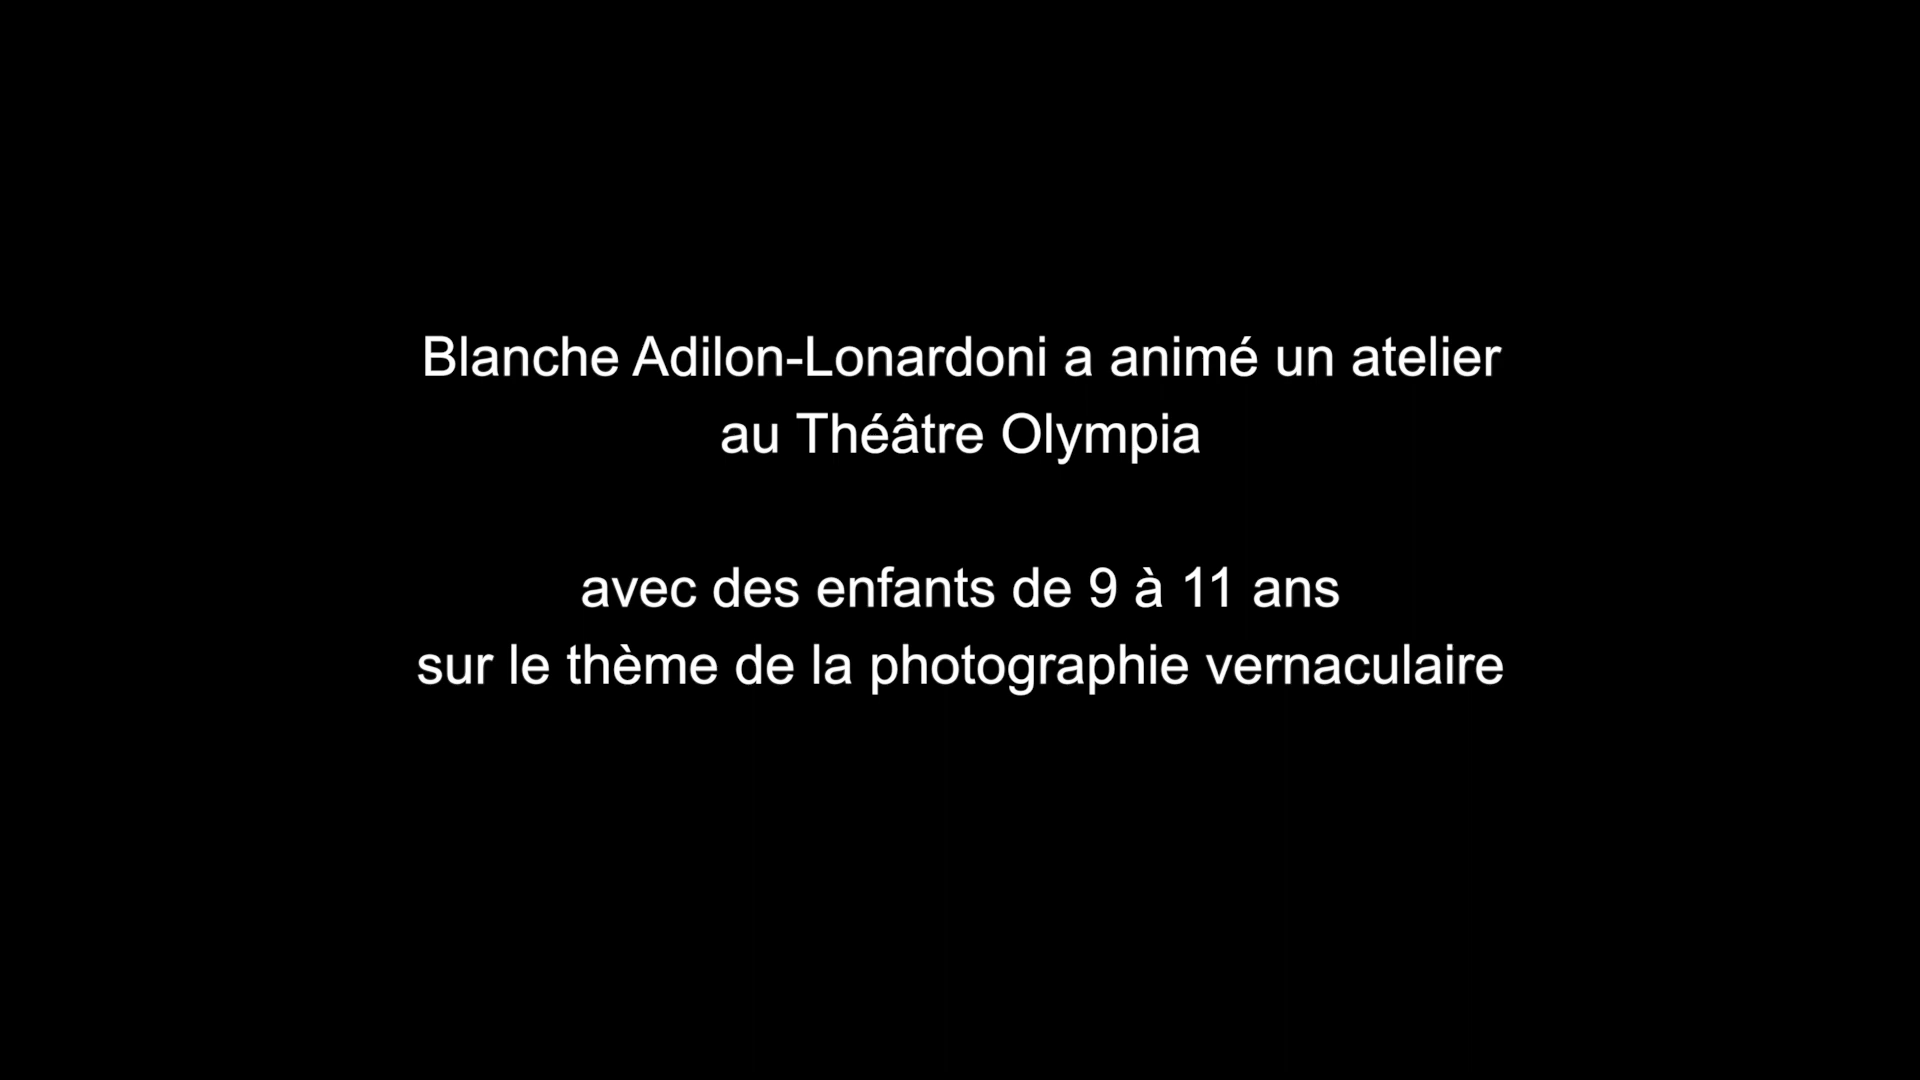 Blanche Adilon-Lonardoni a animé un atelier
au Théâtre Olympia
avec des enfants de 9 à 11 ans
sur le thème de la photographie vernaculaire